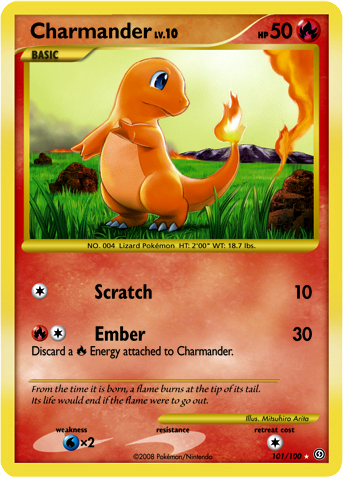 Charmander LV.10 HP 50
BASIC
NO. 004 Lizard Pokémon HT: 2'00" WT: 18.7 lbs.
Scratch 10
Ember 30
Discard a Energy attached to Charmander.
From the time it is born, a flame burns at the tip of its tail.
Its life would end if the flame were to go out.
Illus. Mitsuhiro Arita
weakness resistance retreat cost
×2
©2008 Pokémon/Nintendo 101/100